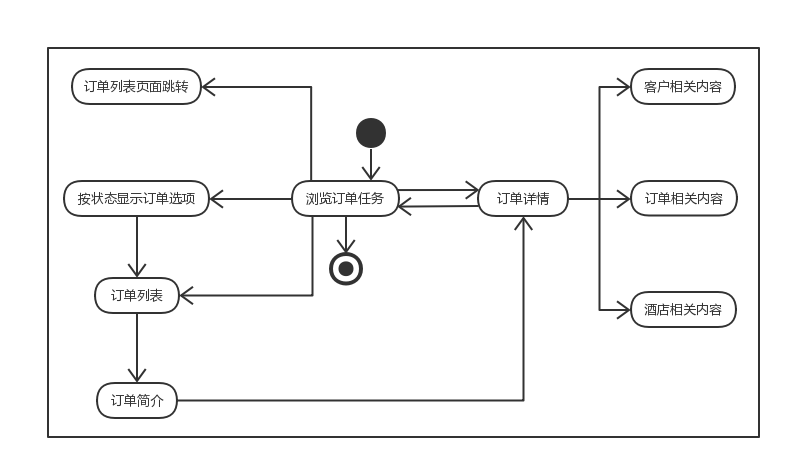 订单列表页面跳转
客户相关内容
按状态显示订单选项
浏览订单任务
订单详情
订单相关内容
订单列表
酒店相关内容
订单简介